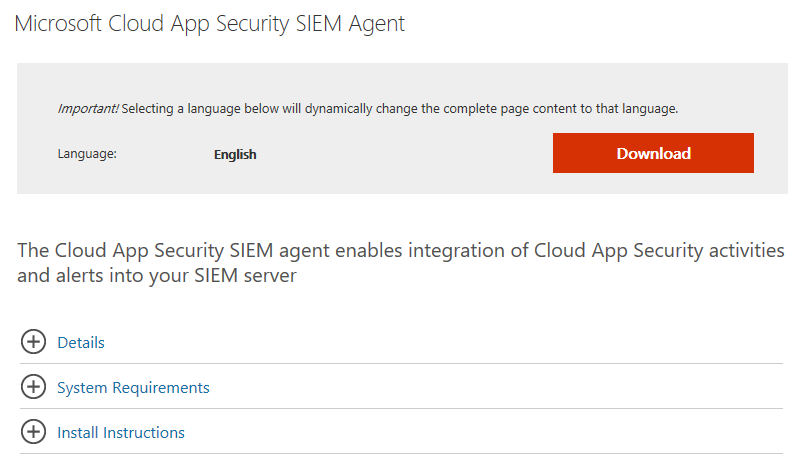 Microsoft Cloud App Security SIEM Agent
Important! Selecting a language below will dynamically change the complete page content to that language.
Language:
English
Download
The Cloud App Security SIEM agent enables integration of Cloud App Security activities
and alerts into your SIEM server
Details
System Requirements
Install Instructions